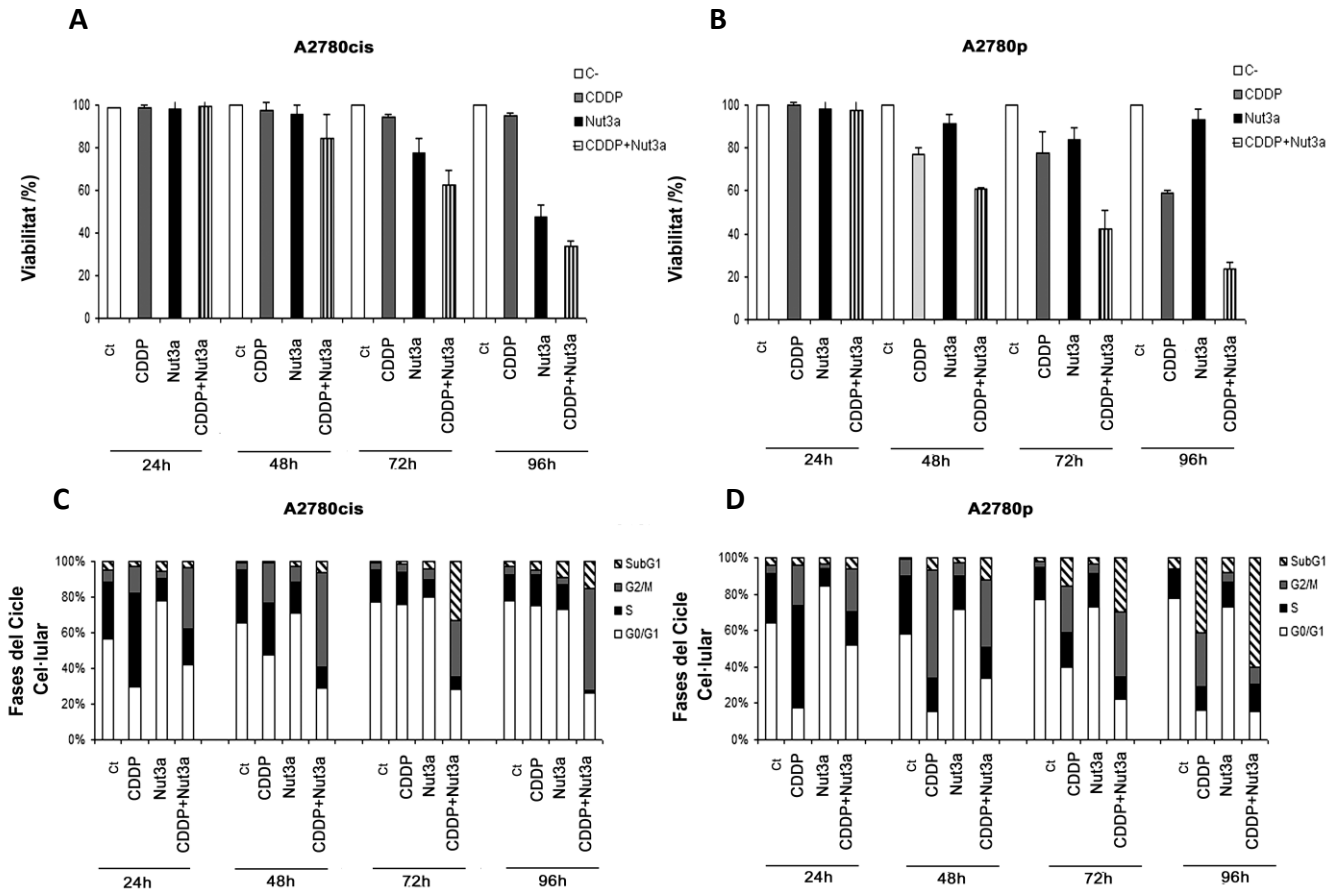 A
A2780cis
C-
CDDP
Nut3a
CDDP+Nut3a
Viabilitat /%)
100
80
60
40
20
0
Ct
CDDP
Nut3a
CDDP+Nut3a
Ct
CDDP
Nut3a
CDDP+Nut3a
Ct
CDDP
Nut3a
CDDP+Nut3a
Ct
CDDP
Nut3a
CDDP+Nut3a
24h
48h
72h
96h
B
A2780p
C-
CDDP
Nut3a
CDDP+Nut3a
Viabilitat /%)
100
80
60
40
20
0
Ct
CDDP
Nut3a
CDDP+Nut3a
Ct
CDDP
Nut3a
CDDP+Nut3a
Ct
CDDP
Nut3a
CDDP+Nut3a
Ct
CDDP
Nut3a
CDDP+Nut3a
24h
48h
72h
96h
C
A2780cis
SubG1
G2/M
S
G0/G1
Fases del Cicle
Cel·lular
100%
80%
60%
40%
20%
0%
Ct
CDDP
Nut3a
CDDP+Nut3a
Ct
CDDP
Nut3a
CDDP+Nut3a
Ct
CDDP
Nut3a
CDDP+Nut3a
Ct
CDDP
Nut3a
CDDP+Nut3a
24h
48h
72h
96h
D
A2780p
SubG1
G2/M
S
G0/G1
Fases del Cicle
Cel·lular
100%
80%
60%
40%
20%
0%
Ct
CDDP
Nut3a
CDDP+Nut3a
Ct
CDDP
Nut3a
CDDP+Nut3a
Ct
CDDP
Nut3a
CDDP+Nut3a
Ct
CDDP
Nut3a
CDDP+Nut3a
24h
48h
72h
96h